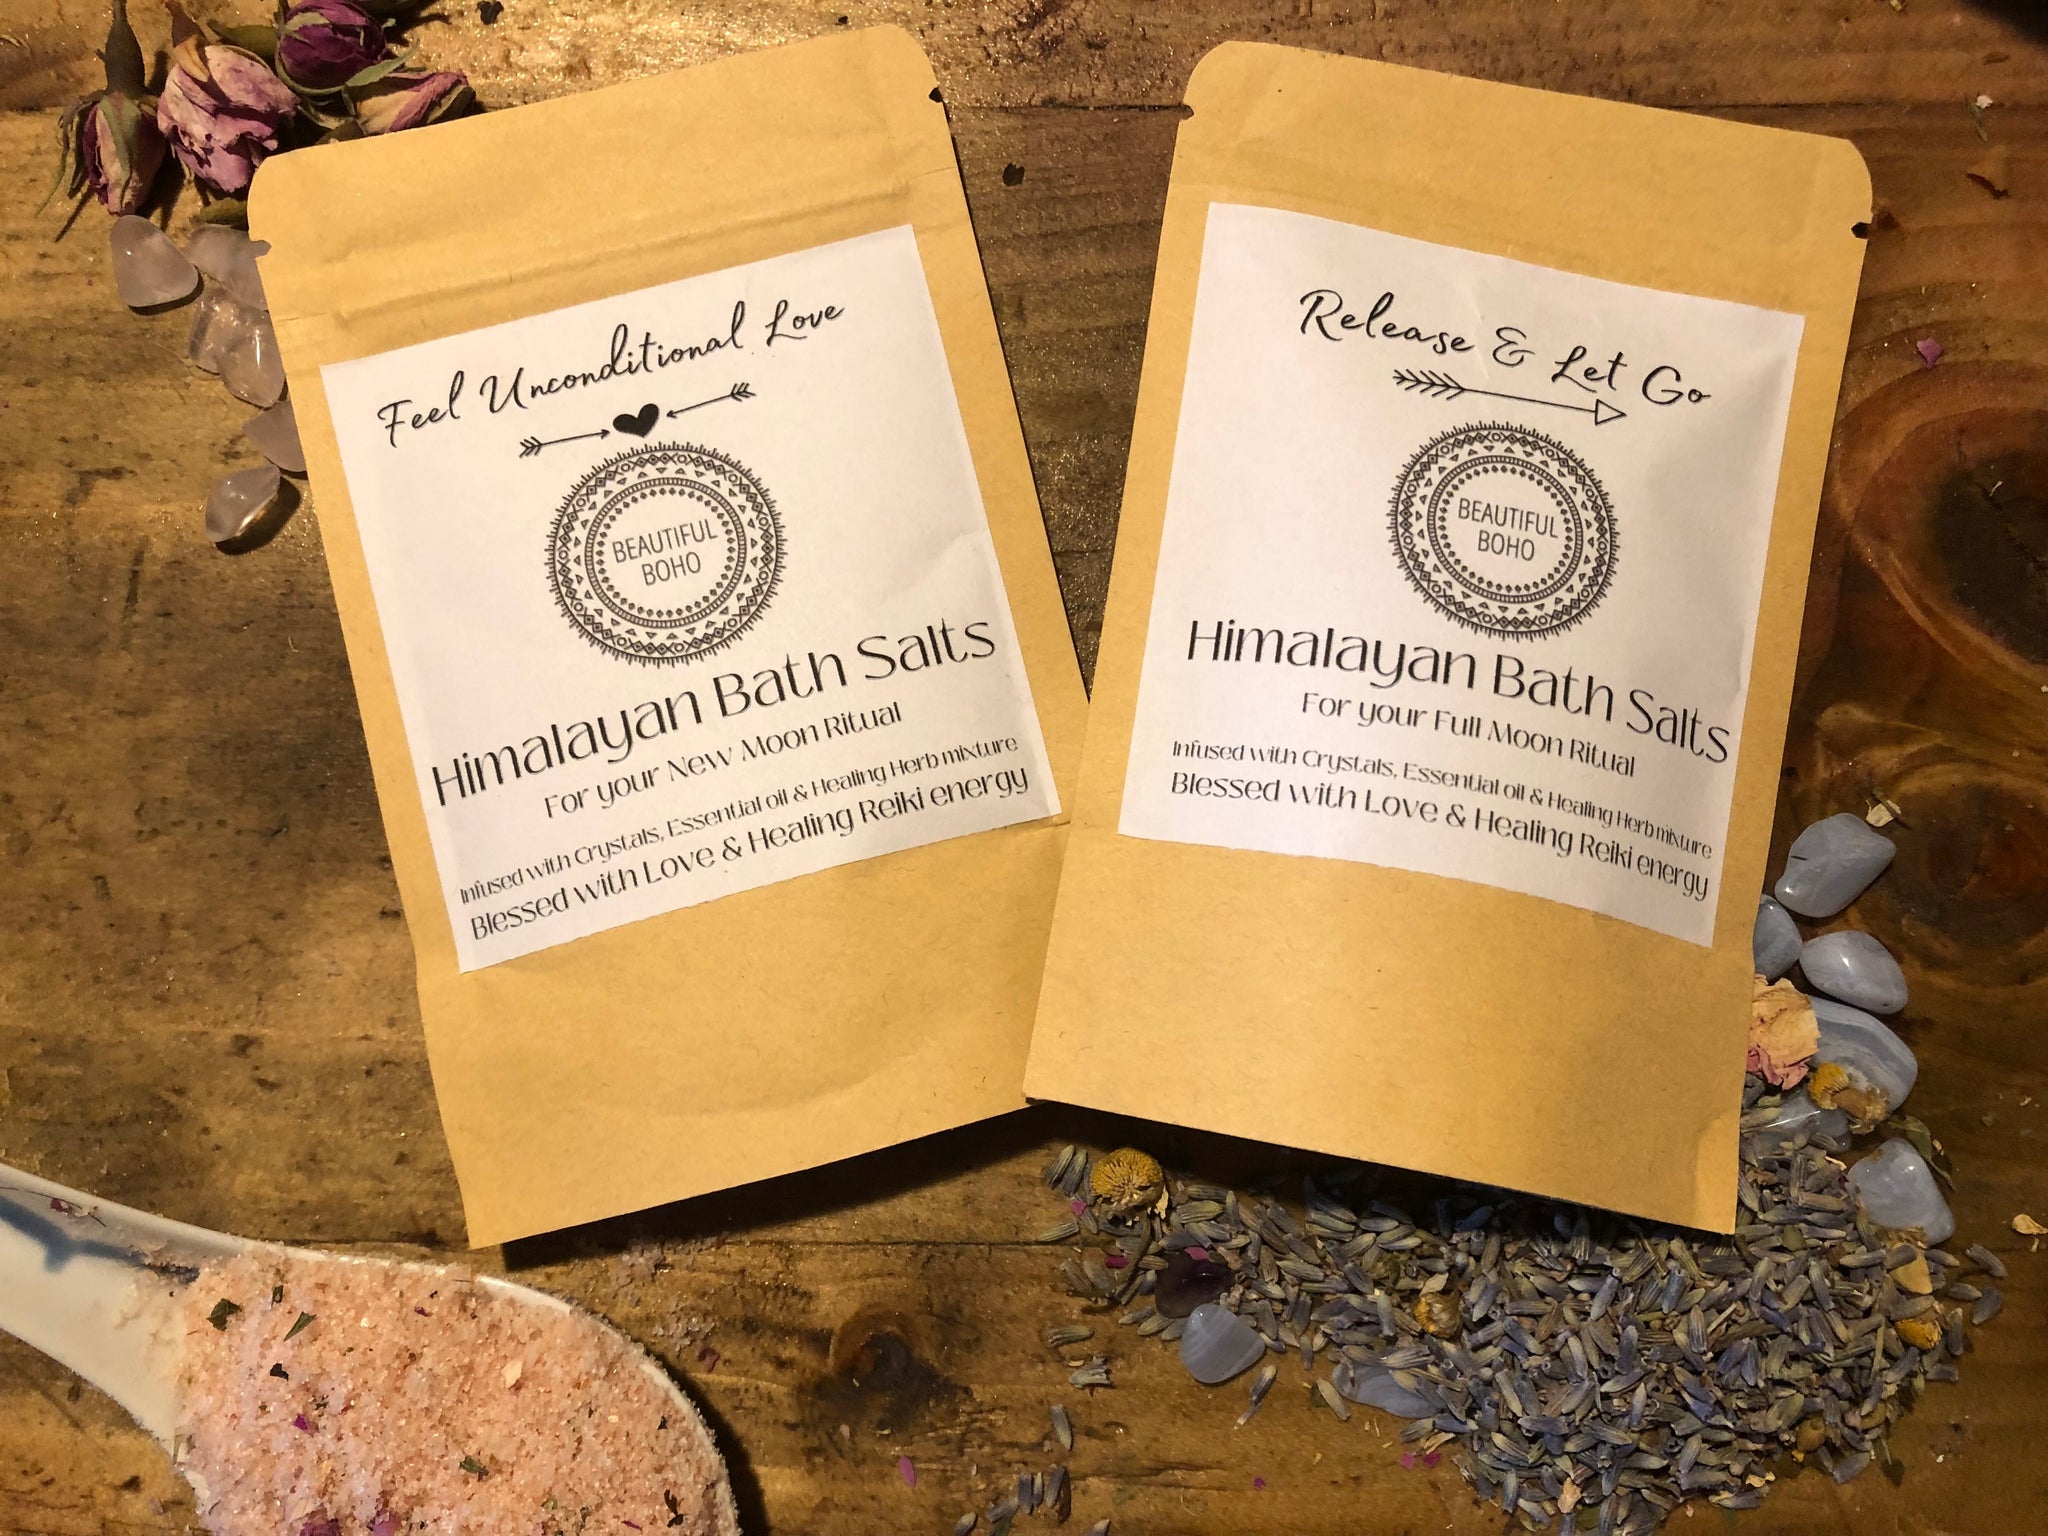 Feel Unconditional Love
BEAUTIFUL
BOHO
Himalayan Bath Salts
For your New Moon Ritual
Infused with Crystals, Essential oil & Healing Herb mixture
Blessed with Love & Healing Reiki energy
Release & Let Go
BEAUTIFUL
BOHO
Himalayan Bath Salts
For your Full Moon Ritual
Infused with Crystals, Essential oil & Healing Herb mixture
Blessed with Love & Healing Reiki energy